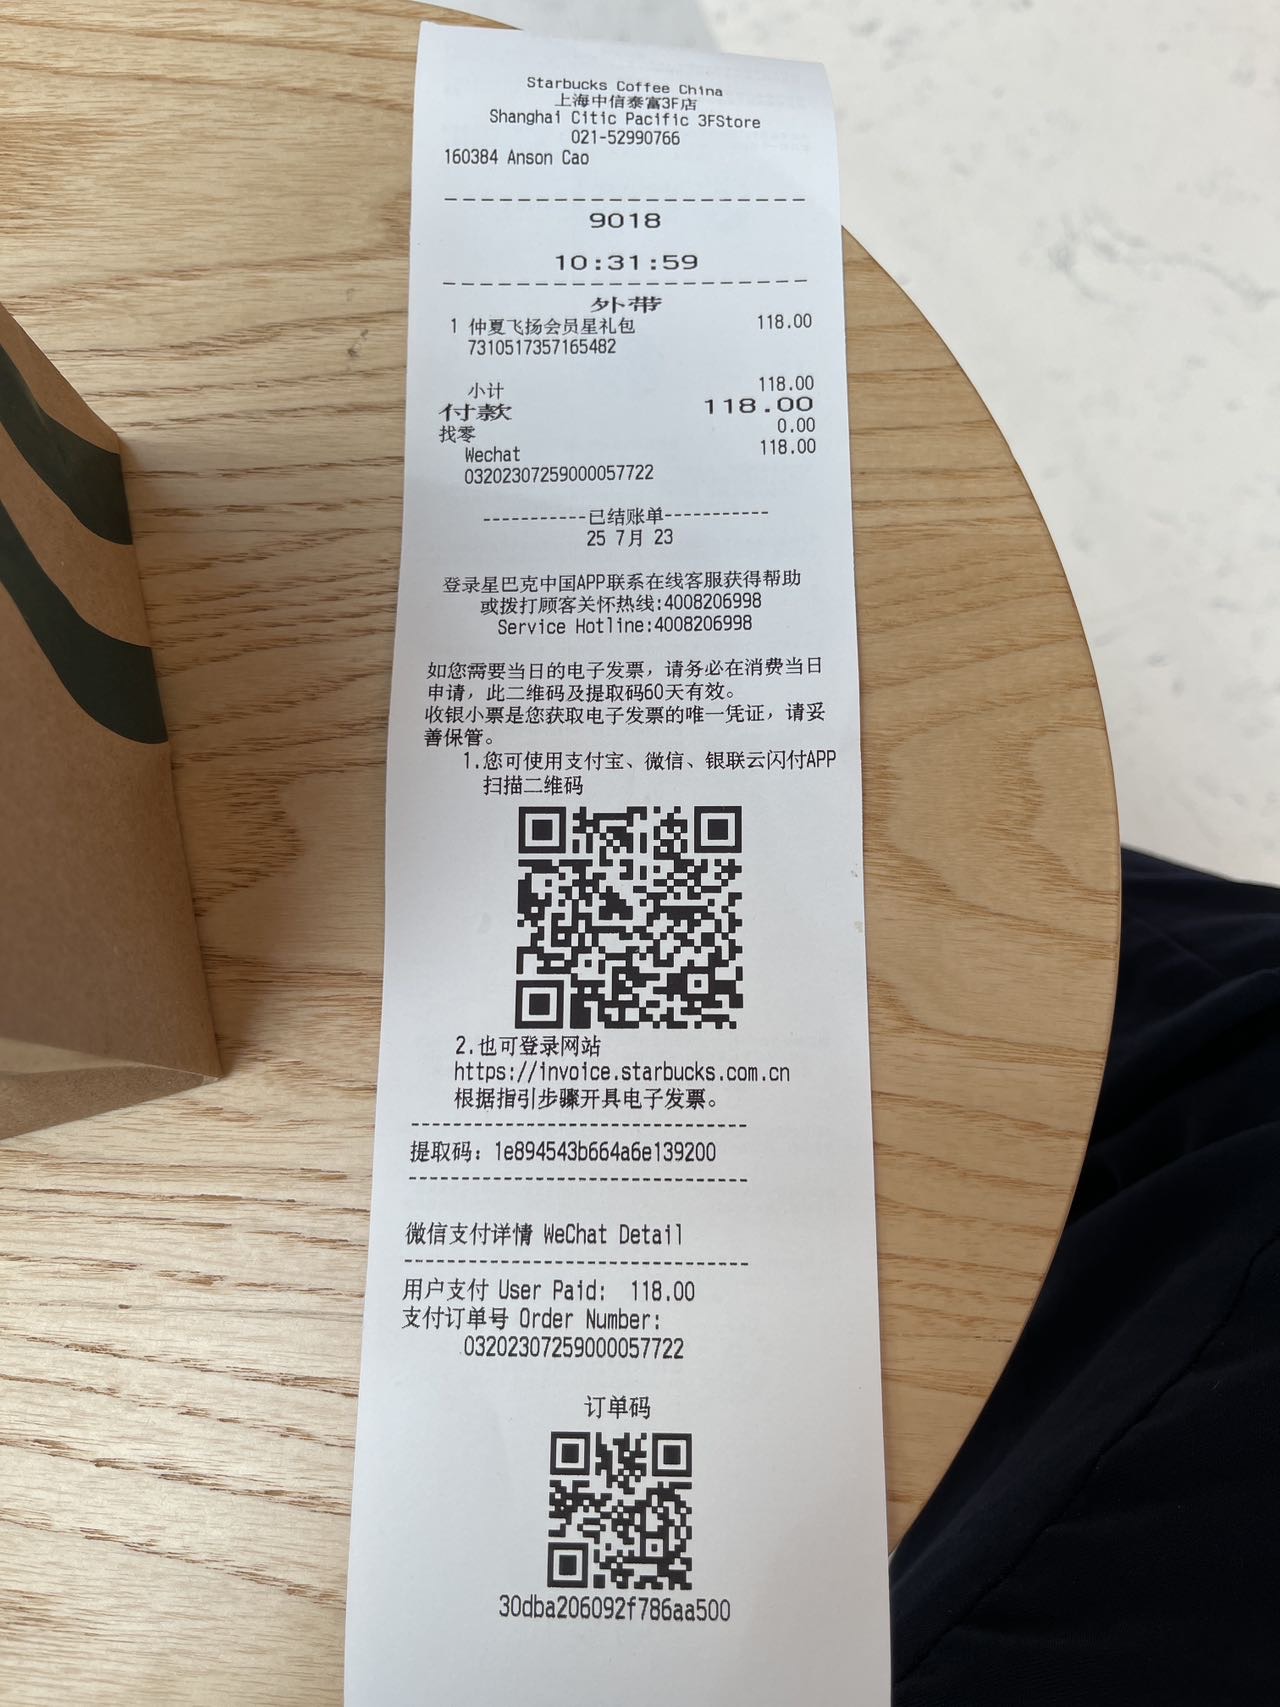 Starbucks Coffee China
上海中信泰富3F店
Shanghai Citic Pacific 3FStore
021-52990766
160384 Anson Cao
9018
10:31:59
外带
1 仲夏飞扬会员星礼包 118.00
7310517357165482
小计 118.00
付款 118.00
找零 0.00
Wechat 118.00
03202307259000057722
-----------已结账单-----------
25 7月 23
登录星巴克中国APP联系在线客服获得帮助
或拨打顾客关怀热线:4008206998
Service Hotline:4008206998
如您需要当日的电子发票，请务必在消费当日
申请，此二维码及提取码60天有效。
收银小票是您获取电子发票的唯一凭证，请妥
善保管。
1.您可使用支付宝、微信、银联云闪付APP
扫描二维码
2.也可登录网站
https://invoice.starbucks.com.cn
根据指引步骤开具电子发票。
提取码：1e894543b664a6e139200
微信支付详情 WeChat Detail
用户支付 User Paid: 118.00
支付订单号 Order Number:
03202307259000057722
订单码
30dba206092f786aa500